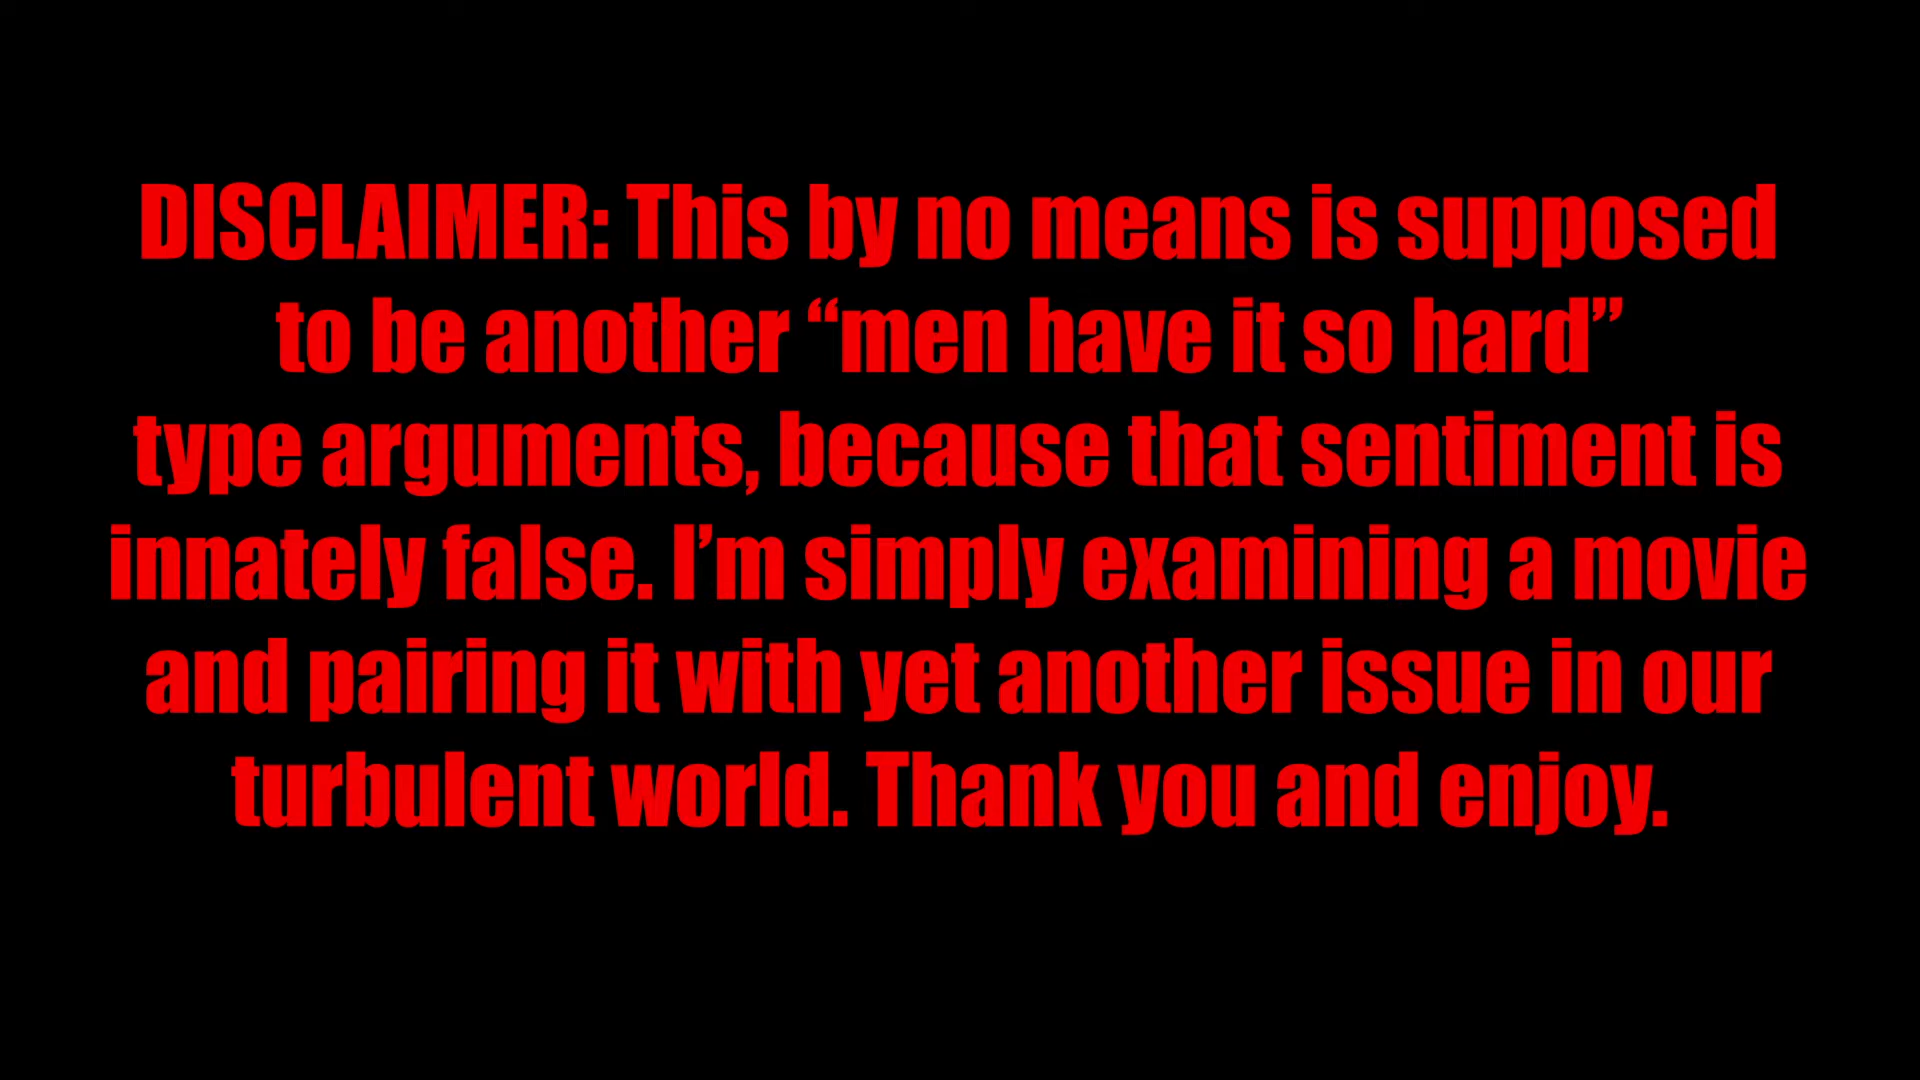 DISCLAIMER: This by no means is supposed
to be another “men have it so hard”
type arguments, because that sentiment is
innately false. I’m simply examining a movie
and pairing it with yet another issue in our
turbulent world. Thank you and enjoy.